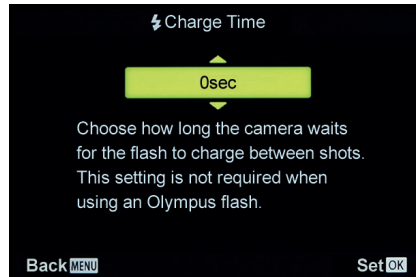 Charge Time
0sec
Choose how long the camera waits
for the flash to charge between shots.
This setting is not required when
using an Olympus flash.
Back MENU Set OK